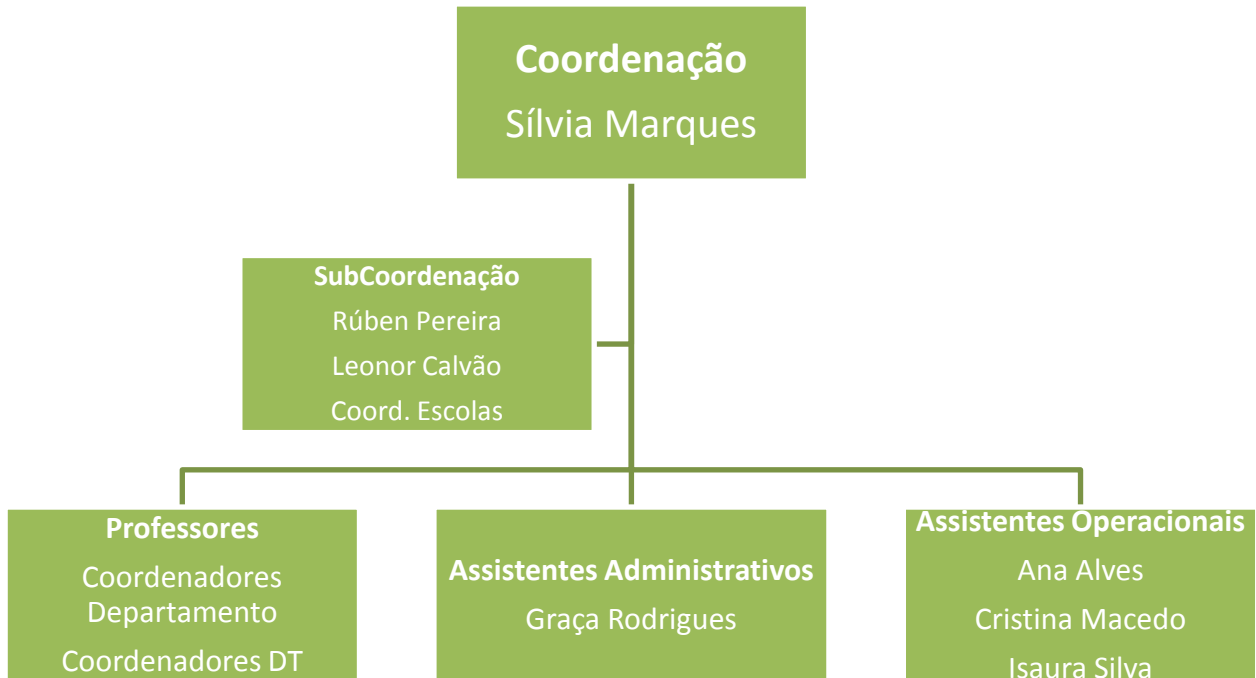 Coordenação
Sílvia Marques
SubCoordenação
Rúben Pereira
Leonor Calvão
Coord. Escolas
Professores
Coordenadores
Departamento
Coordenadores DT
Assistentes Administrativos
Graça Rodrigues
Assistentes Operacionais
Ana Alves
Cristina Macedo
Isaura Silva